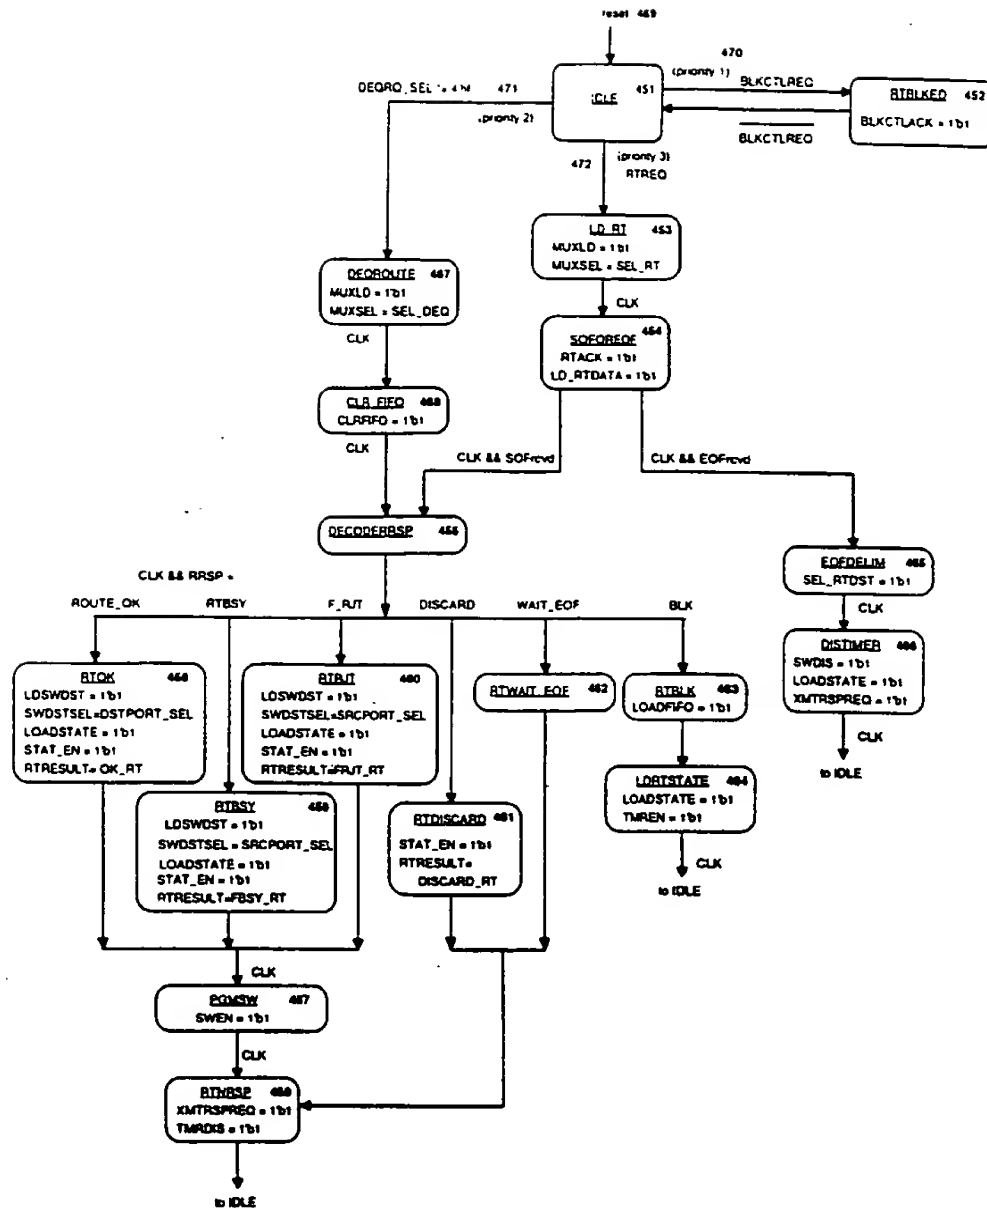 reset 469
470
(priority 1)
BLKCTLREQ
DEQRQ_SEL
471
(priority 2)
IDLE 451
RTBLKED 452
BLKCTLACK = 1'b1
BLKCTLREQ
472
(priority 3)
RTREQ
LD_RT 453
MUXLD = 1'b1
MUXSEL = SEL_RT
DEQROUTE 467
MUXLD = 1'b1
MUXSEL = SEL_DEQ
CLK
SOFOREOF 454
RTACK = 1'b1
LD_RTDATA = 1'b1
CLK
CLR_FIFO 468
CLRFIFO = 1'b1
CLK
CLK && SOFrcvd
CLK && EOFrcvd
DECODERRSP 455
EOFDELIM 465
SEL_RTDST = 1'b1
CLK
CLK && RRSP =
ROUTE_OK
RTBSY
F_RJT
DISCARD
WAIT_EOF
BLK
DISTIMER 466
SWDIS = 1'b1
LOADSTATE = 1'b1
XMTRSPREQ = 1'b1
CLK
to IDLE
RTOK
LDSWDST = 1'b1
SWDSTSEL=DSTPORT_SEL
LOADSTATE = 1'b1
STAT_EN = 1'b1
RTRESULT= OK_RT
RTRJT 460
LDSWDST = 1'b1
SWDSTSEL=SRCPORT_SEL
LOADSTATE = 1'b1
STAT_EN = 1'b1
RTRESULT=FRJT_RT
RTWAIT_EOF 462
RTBLK 463
LOADFIFO = 1'b1
LDRTSTATE 464
LOADSTATE = 1'b1
TMREN = 1'b1
CLK
to IDLE
RTBSY
LDSWDST = 1'b1
SWDSTSEL = SRCPORT_SEL
LOADSTATE = 1'b1
STAT_EN = 1'b1
RTRESULT=FBSY_RT
RTDISCARD 461
STAT_EN = 1'b1
RTRESULT=
DISCARD_RT
CLK
PGMSW 457
SWEN = 1'b1
CLK
RTNRSP
XMTRSPREQ = 1'b1
TMRDIS = 1'b1
to IDLE